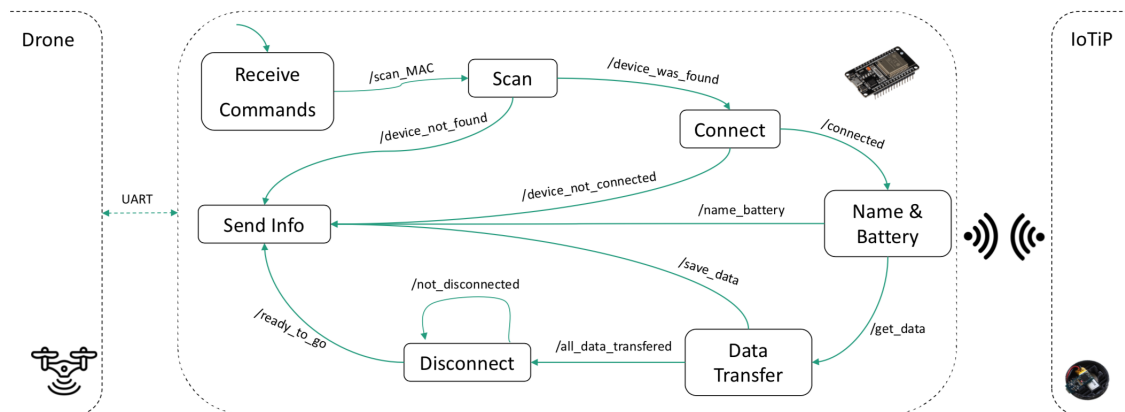 Drone
IoTiP
Receive
Commands
/scan_MAC
Scan
/device_was_found
/device_not_found
Connect
/connected
UART
/device_not_connected
Send Info
/name_battery
Name &
Battery
/save_data
/not_disconnected
/ready_to_go
/get_data
Disconnect
/all_data_transfered
Data
Transfer